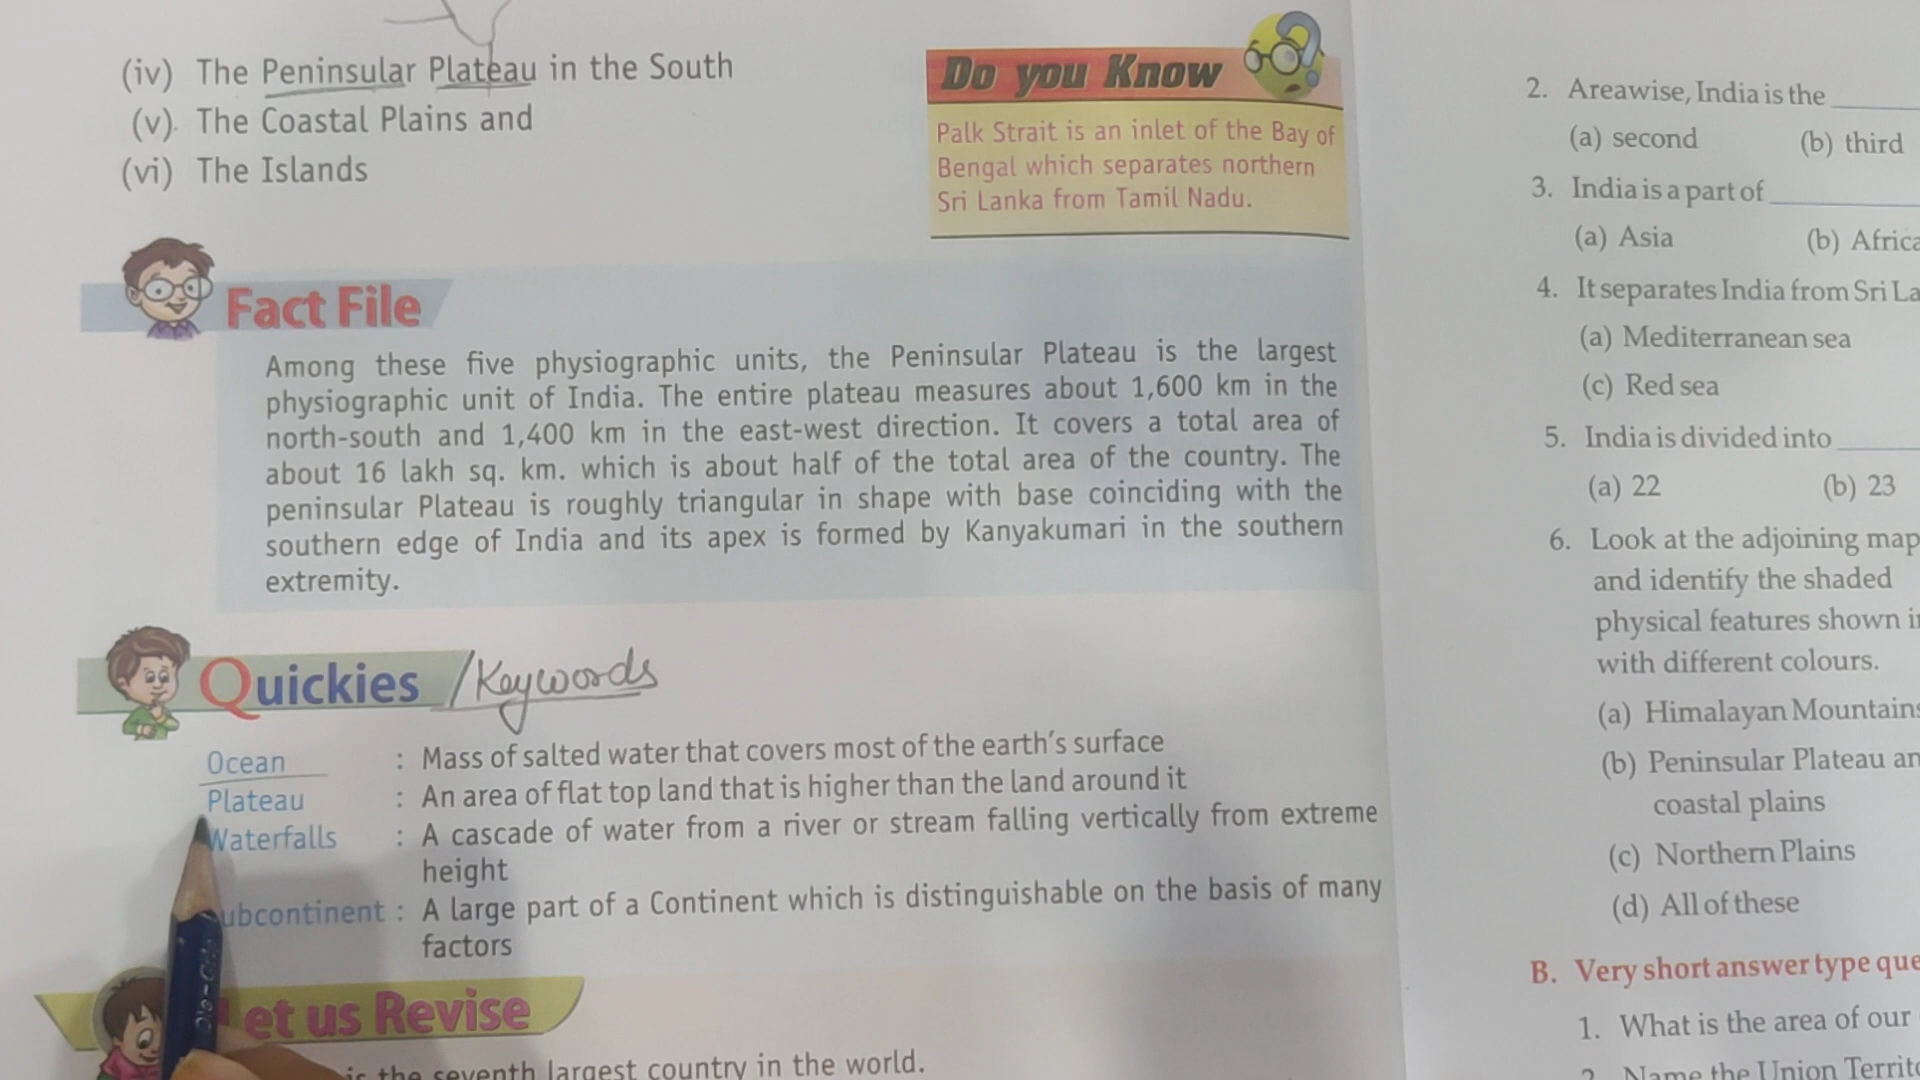 (iv) The Peninsular Plateau in the South
(v) The Coastal Plains and
(vi) The Islands
Do you Know
Palk Strait is an inlet of the Bay of
Bengal which separates northern
Sri Lanka from Tamil Nadu.
Fact File
Among these five physiographic units, the Peninsular Plateau is the largest
physiographic unit of India. The entire plateau measures about 1,600 km in the
north-south and 1,400 km in the east-west direction. It covers a total area of
about 16 lakh sq. km. which is about half of the total area of the country. The
peninsular Plateau is roughly triangular in shape with base coinciding with the
southern edge of India and its apex is formed by Kanyakumari in the southern
extremity.
Quickies /Keywords
Ocean : Mass of salted water that covers most of the earth's surface
Plateau : An area of flat top land that is higher than the land around it
Waterfalls : A cascade of water from a river or stream falling vertically from extreme
height
ubcontinent : A large part of a Continent which is distinguishable on the basis of many
factors
et us Revise
is the seventh largest country in the world.
2. Areawise, India is the
(a) second (b) third
3. India is a part of
(a) Asia (b) Africa
4. It separates India from Sri La
(a) Mediterranean sea
(c) Red sea
5. India is divided into
(a) 22 (b) 23
6. Look at the adjoining map
and identify the shaded
physical features shown in
with different colours.
(a) Himalayan Mountains
(b) Peninsular Plateau an
coastal plains
(c) Northern Plains
(d) All of these
B. Very short answer type que
1. What is the area of our
2. Name the Union Territo